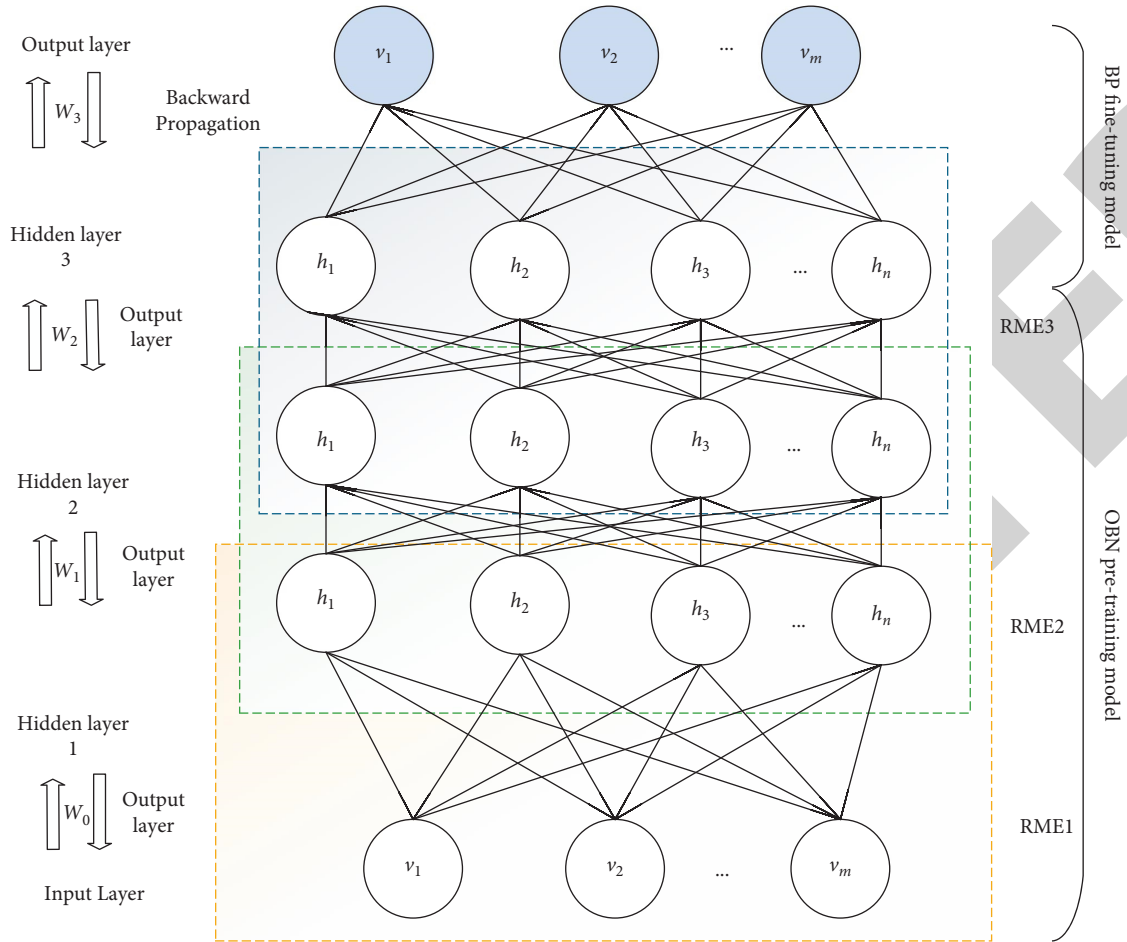 Output layer
W3
Backward
Propagation
v1
v2
...
vm
BP fine-tuning model
Hidden layer
3
h1
h2
h3
...
hn
W2
Output
layer
RME3
h1
h2
h3
...
hn
Hidden layer
2
W1
Output
layer
h1
h2
h3
...
hn
RME2
OBN pre-training model
Hidden layer
1
W0
Output
layer
RME1
v1
v2
...
vm
Input Layer